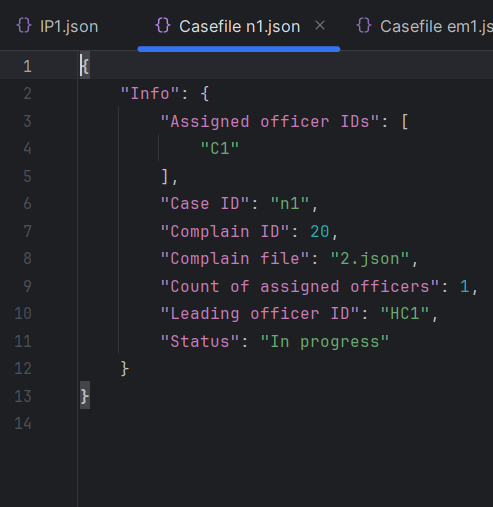 IP1.json
Casefile n1.json ×
Casefile em1.js
1 {
2     "Info": {
3         "Assigned officer IDs": [
4             "C1"
5         ],
6         "Case ID": "n1",
7         "Complain ID": 20,
8         "Complain file": "2.json",
9         "Count of assigned officers": 1,
10         "Leading officer ID": "HC1",
11         "Status": "In progress"
12     }
13 }
14